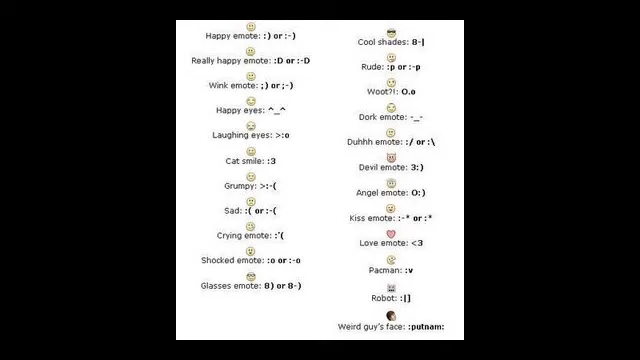 Happy emote: :) or :-)
Really happy emote: :D or :-D
Wink emote: ;) or ;-)
Happy eyes: ^_^
Laughing eyes: >:o
Cat smile: :3
Grumpy: >:-(
Sad: :( or :-(
Crying emote: :'(
Shocked emote: :o or :-o
Glasses emote: 8) or 8-)
Cool shades: 8-|
Rude: :p or :-p
Woot?!: O.o
Dork emote: -_-
Duhhh emote: :/ or :\
Devil emote: 3:)
Angel emote: O:)
Kiss emote: :-* or :*
Love emote: <3
Pacman: :v
Robot: :|]
Weird guy's face: :putnam: